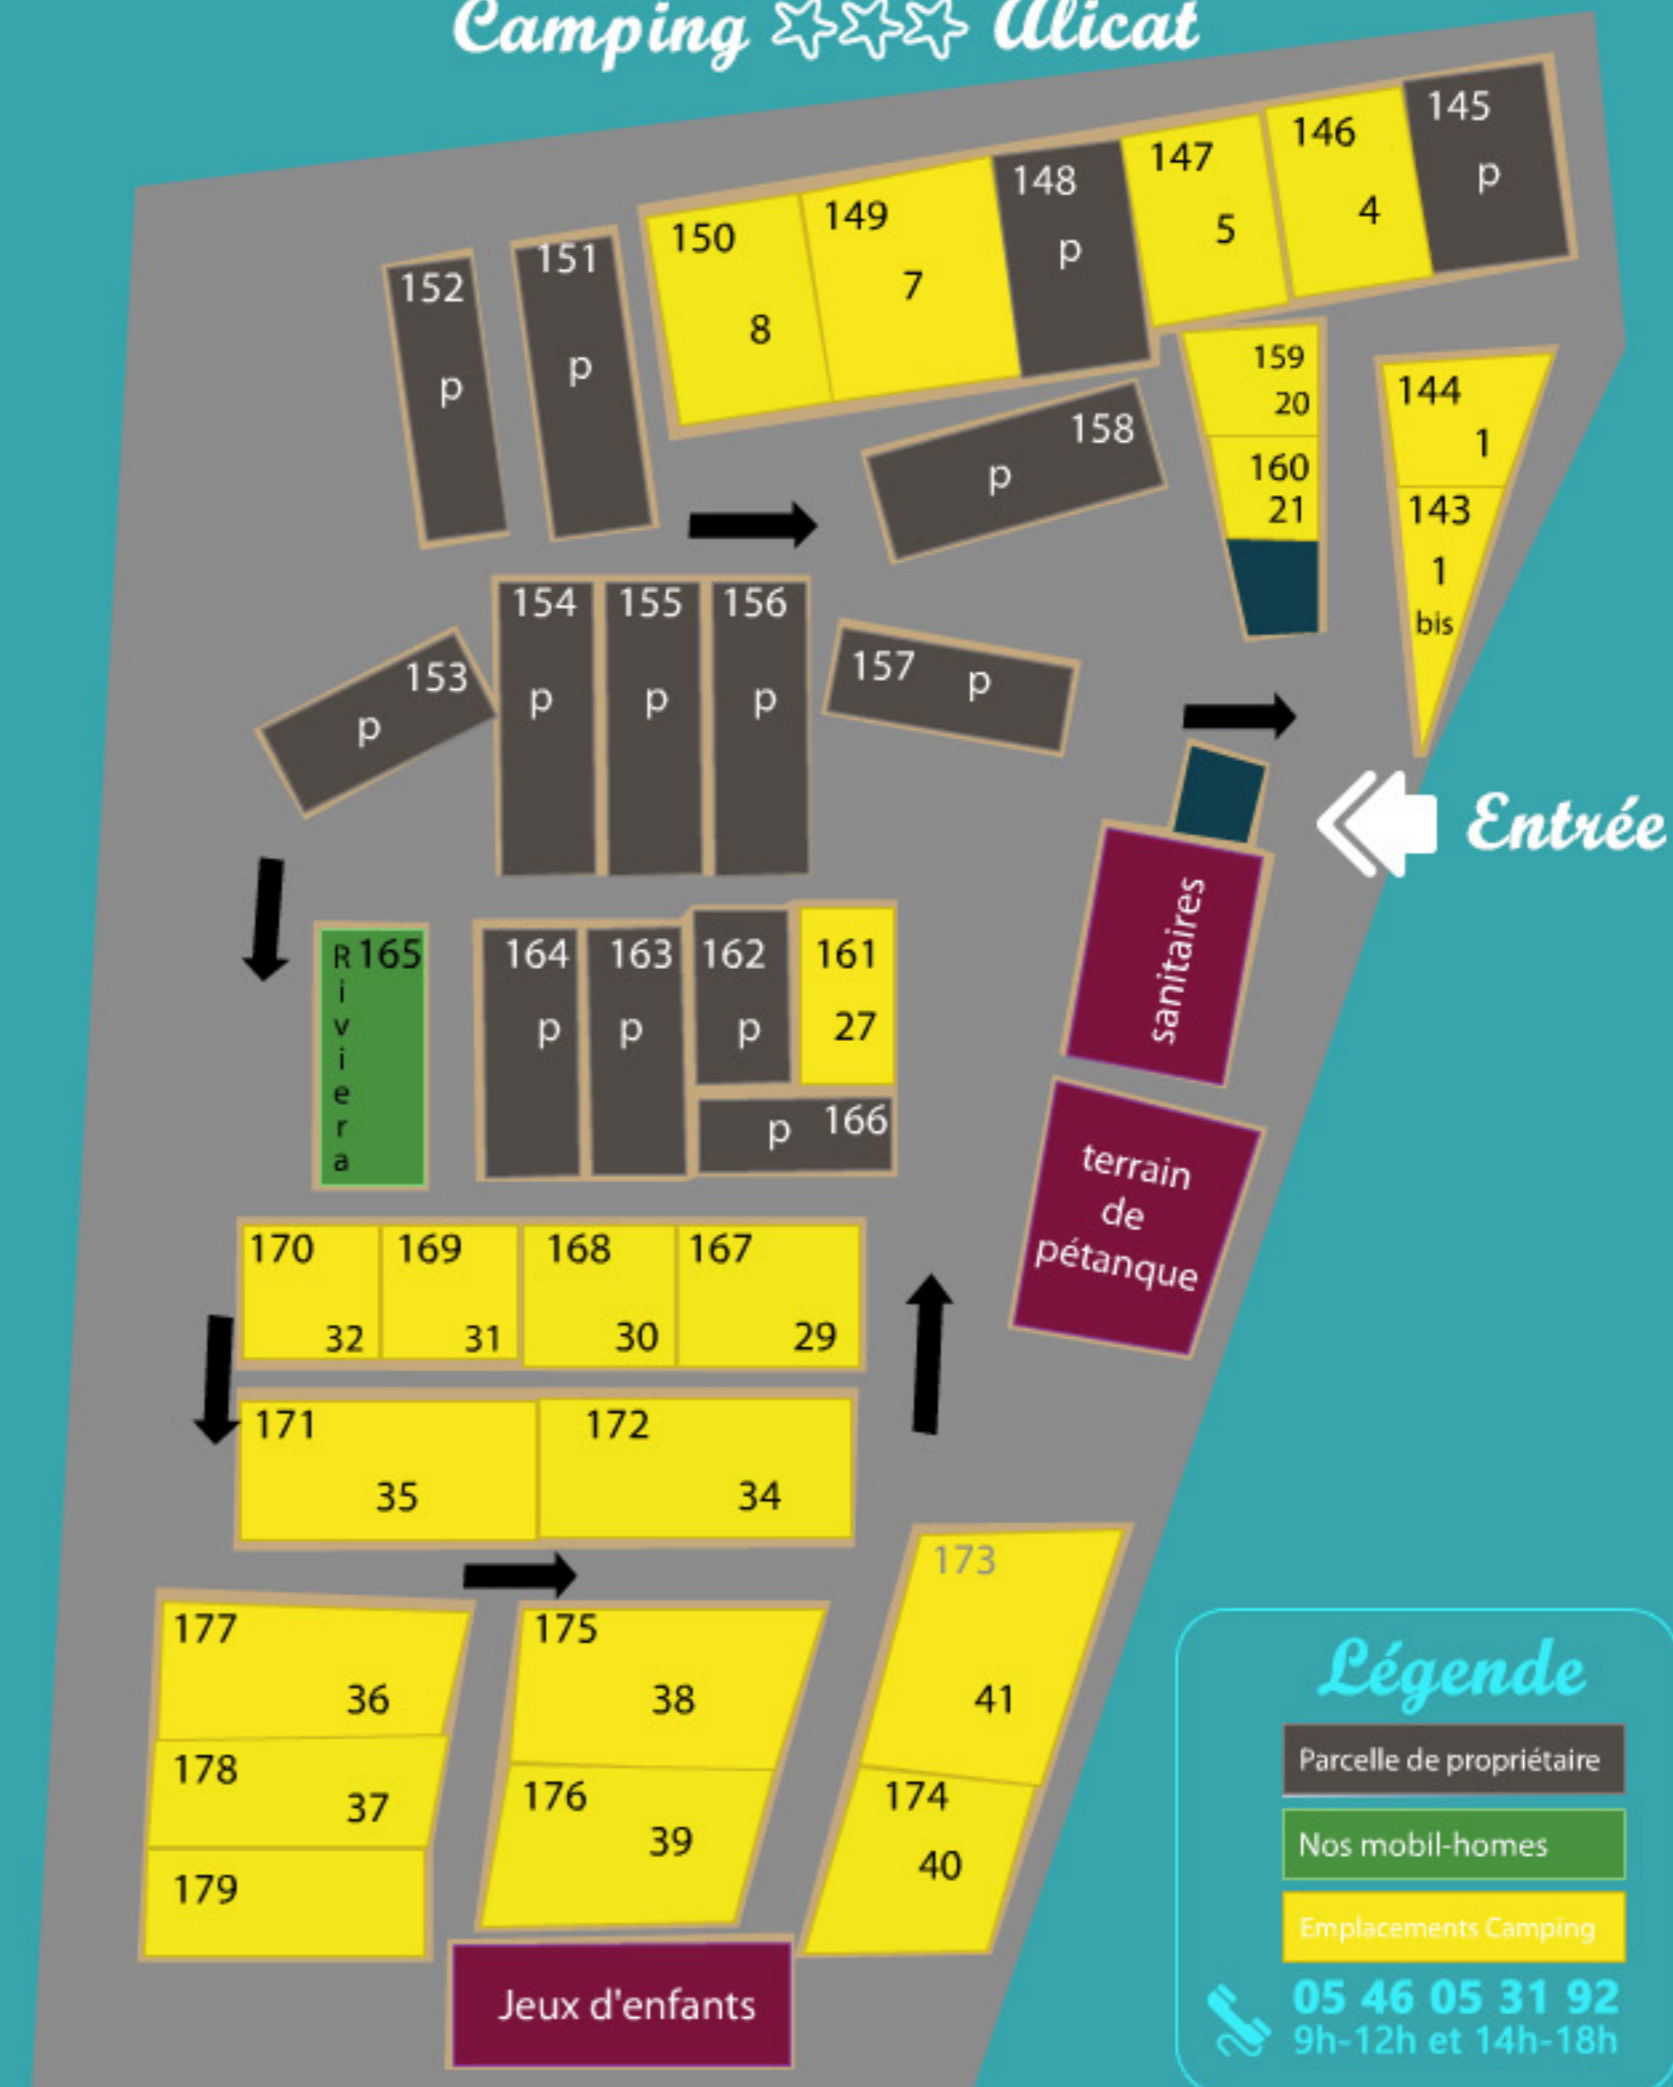 Camping Alicat
145
p
146
4
147
5
148
p
149
7
150
8
151
p
152
p
159
20
160
21
144
1
143
1
bis
158
p
153
p
154
p
155
p
156
p
157
p
Entrée
sanitaires
Riviera
165
164
p
163
p
162
p
161
27
p 166
terrain
de
pétanque
170
32
169
31
168
30
167
29
171
35
172
34
173
41
174
40
177
36
178
37
179
175
38
176
39
Jeux d'enfants
Légende
Parcelle de propriétaire
Nos mobil-homes
Emplacements Camping
05 46 05 31 92
9h-12h et 14h-18h